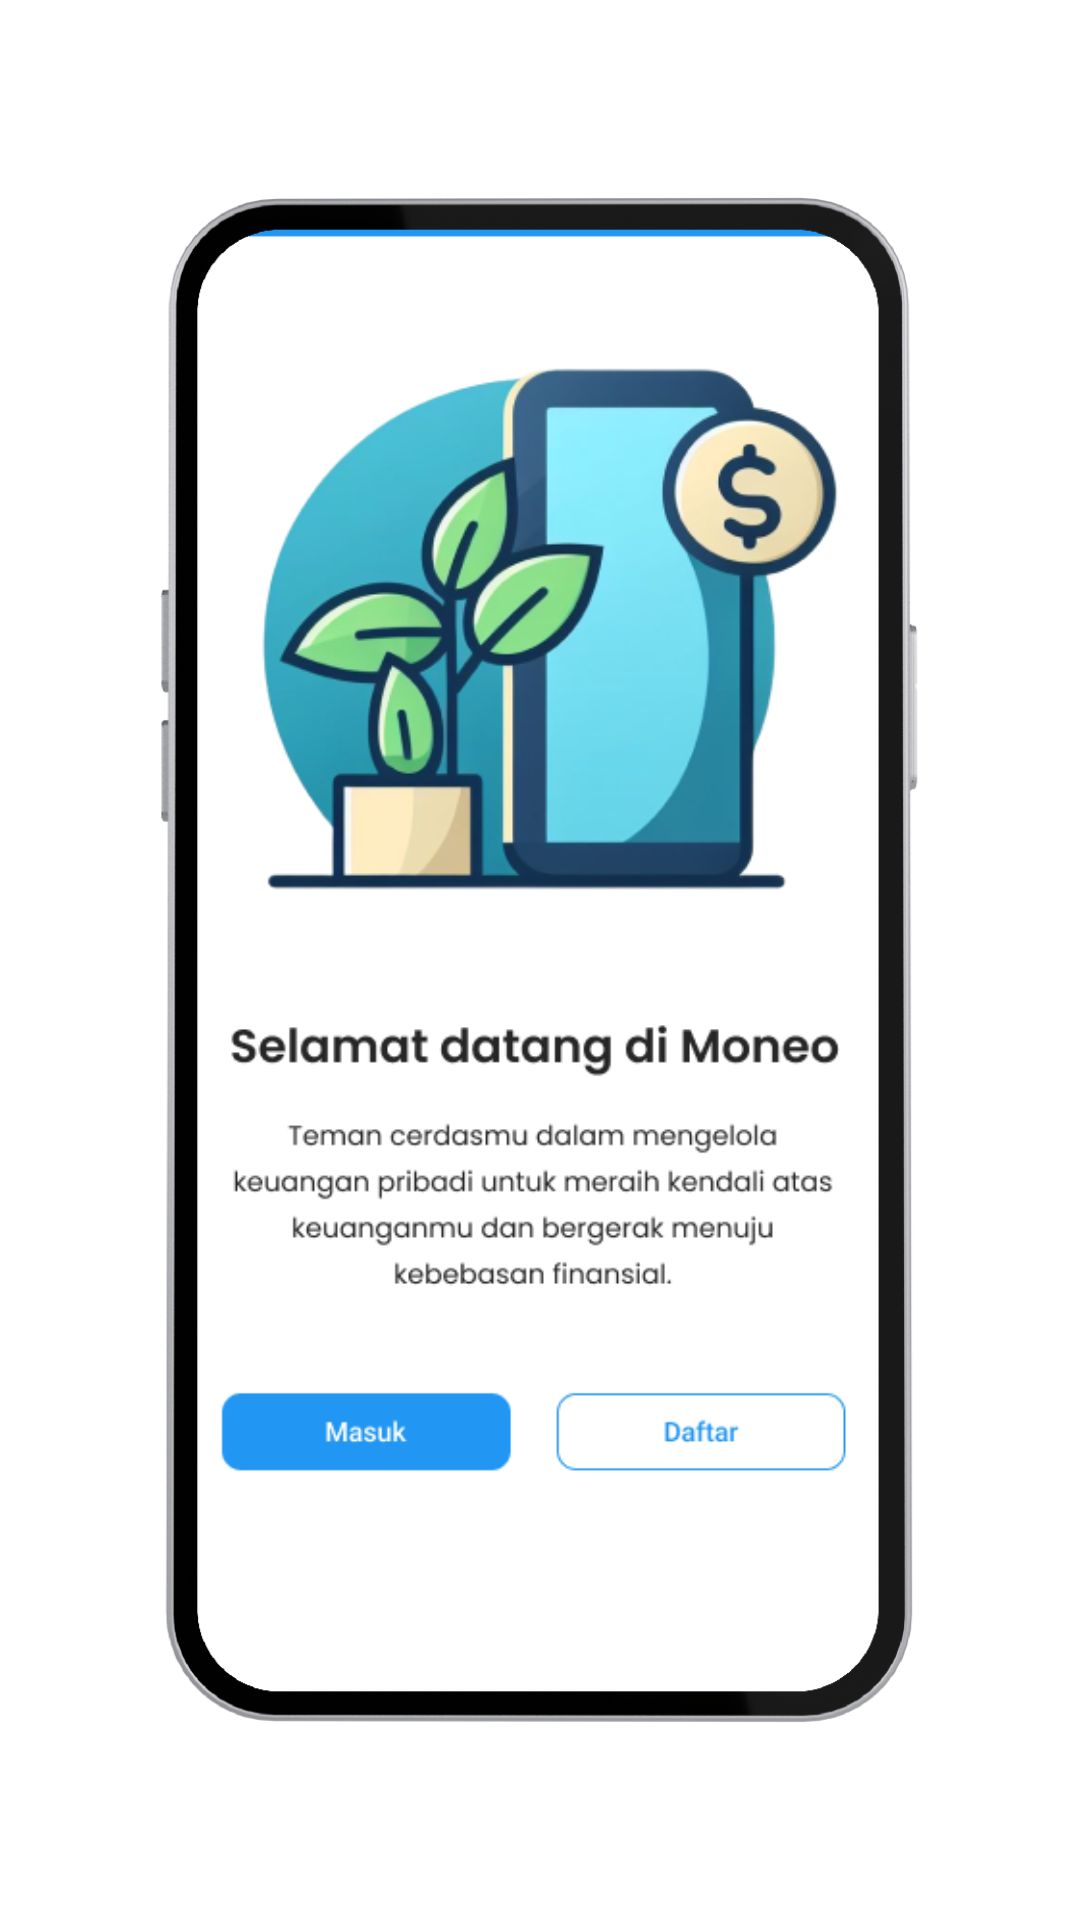 $
Selamat datang di Moneo
Teman cerdasmu dalam mengelola
keuangan pribadi untuk meraih kendali atas
keuanganmu dan bergerak menuju
kebebasan finansial.
Masuk
Daftar